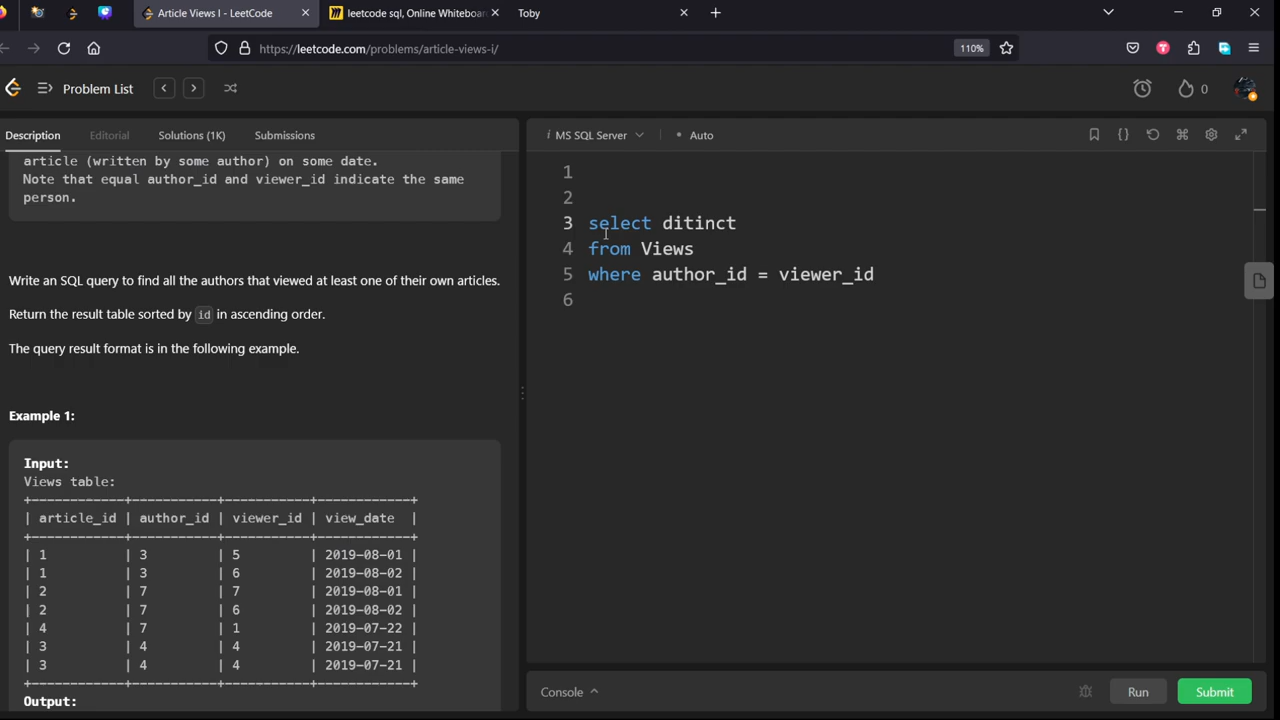 Article Views I - LeetCode
leetcode sql, Online Whiteboar
Toby
https://leetcode.com/problems/article-views-i/
110%
Problem List
0
Description
Editorial
Solutions (1K)
Submissions
i MS SQL Server
Auto
article (written by some author) on some date.
Note that equal author_id and viewer_id indicate the same
person.
Write an SQL query to find all the authors that viewed at least one of their own articles.
Return the result table sorted by id in ascending order.
The query result format is in the following example.
Example 1:
Input:
Views table:
+------------+-----------+-----------+------------+
| article_id | author_id | viewer_id | view_date  |
+------------+-----------+-----------+------------+
| 1          | 3         | 5         | 2019-08-01 |
| 1          | 3         | 6         | 2019-08-02 |
| 2          | 7         | 7         | 2019-08-01 |
| 2          | 7         | 6         | 2019-08-02 |
| 4          | 7         | 1         | 2019-07-22 |
| 3          | 4         | 4         | 2019-07-21 |
| 3          | 4         | 4         | 2019-07-21 |
+------------+-----------+-----------+------------+
Output:
1
2
3 select ditinct
4 from Views
5 where author_id = viewer_id
6
Console
Run
Submit